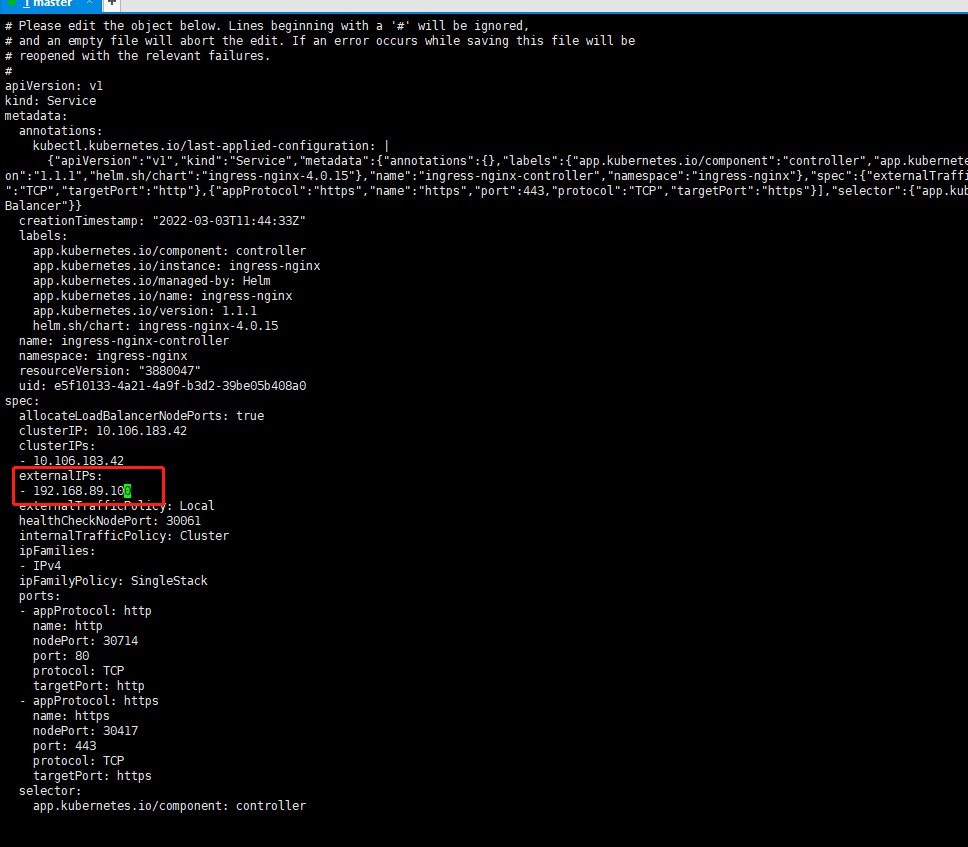 1 master × +
# Please edit the object below. Lines beginning with a '#' will be ignored,
# and an empty file will abort the edit. If an error occurs while saving this file will be
# reopened with the relevant failures.
#
apiVersion: v1
kind: Service
metadata:
  annotations:
    kubectl.kubernetes.io/last-applied-configuration: |
      {"apiVersion":"v1","kind":"Service","metadata":{"annotations":{},"labels":{"app.kubernetes.io/component":"controller","app.kubernete
on":"1.1.1","helm.sh/chart":"ingress-nginx-4.0.15"},"name":"ingress-nginx-controller","namespace":"ingress-nginx"},"spec":{"externalTraffi
":"TCP","targetPort":"http"},{"appProtocol":"https","name":"https","port":443,"protocol":"TCP","targetPort":"https"}],"selector":{"app.kub
Balancer"}}
  creationTimestamp: "2022-03-03T11:44:33Z"
  labels:
    app.kubernetes.io/component: controller
    app.kubernetes.io/instance: ingress-nginx
    app.kubernetes.io/managed-by: Helm
    app.kubernetes.io/name: ingress-nginx
    app.kubernetes.io/version: 1.1.1
    helm.sh/chart: ingress-nginx-4.0.15
  name: ingress-nginx-controller
  namespace: ingress-nginx
  resourceVersion: "3880047"
  uid: e5f10133-4a21-4a9f-b3d2-39be05b408a0
spec:
  allocateLoadBalancerNodePorts: true
  clusterIP: 10.106.183.42
  clusterIPs:
  - 10.106.183.42
  externalIPs:
  - 192.168.89.100
  externalTrafficPolicy: Local
  healthCheckNodePort: 30061
  internalTrafficPolicy: Cluster
  ipFamilies:
  - IPv4
  ipFamilyPolicy: SingleStack
  ports:
  - appProtocol: http
    name: http
    nodePort: 30714
    port: 80
    protocol: TCP
    targetPort: http
  - appProtocol: https
    name: https
    nodePort: 30417
    port: 443
    protocol: TCP
    targetPort: https
  selector:
    app.kubernetes.io/component: controller